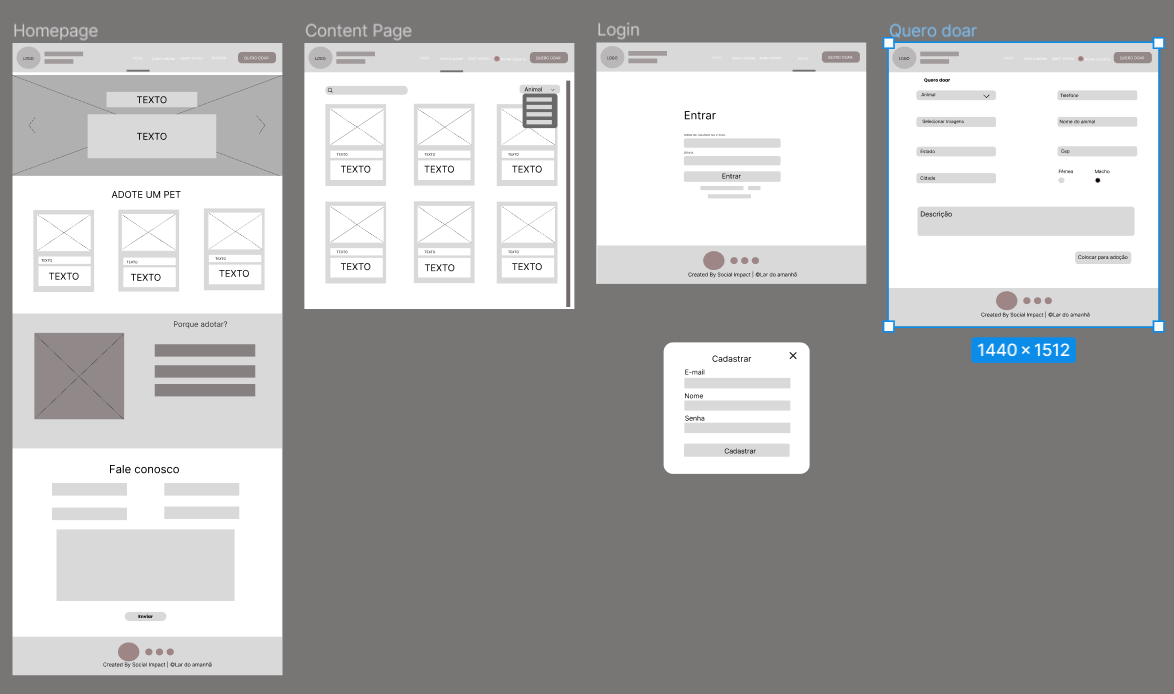 Homepage
LOGO
QUERO DOAR
TEXTO
TEXTO
ADOTE UM PET
TEXTO
TEXTO
TEXTO
TEXTO
TEXTO
TEXTO
Porque adotar?
Fale conosco
Enviar
Created By Social Impact | ©Lar do amanhã
Content Page
LOGO
QUERO DOAR
Animal
TEXTO
TEXTO
TEXTO
TEXTO
TEXTO
TEXTO
TEXTO
TEXTO
TEXTO
TEXTO
TEXTO
TEXTO
Login
LOGO
QUERO DOAR
Entrar
Entrar
Created By Social Impact | ©Lar do amanhã
Cadastrar
E-mail
Nome
Senha
Cadastrar
Quero doar
LOGO
QUERO DOAR
Quero doar
Animal
Telefone
Selecionar Imagens
Nome do animal
Estado
Cep
Cidade
Fêmea
Macho
Descrição
Colocar para adoção
Created By Social Impact | ©Lar do amanhã
1440 × 1512